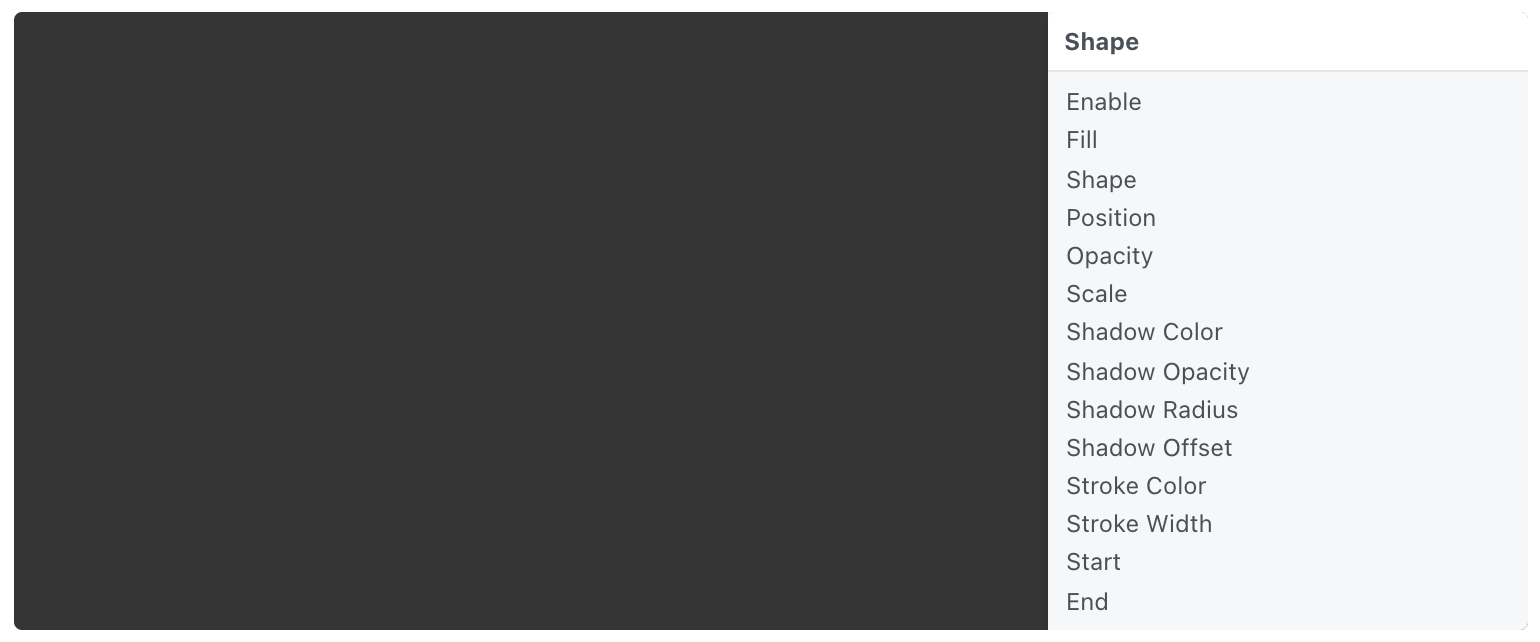 Shape
Enable
Fill
Shape
Position
Opacity
Scale
Shadow Color
Shadow Opacity
Shadow Radius
Shadow Offset
Stroke Color
Stroke Width
Start
End